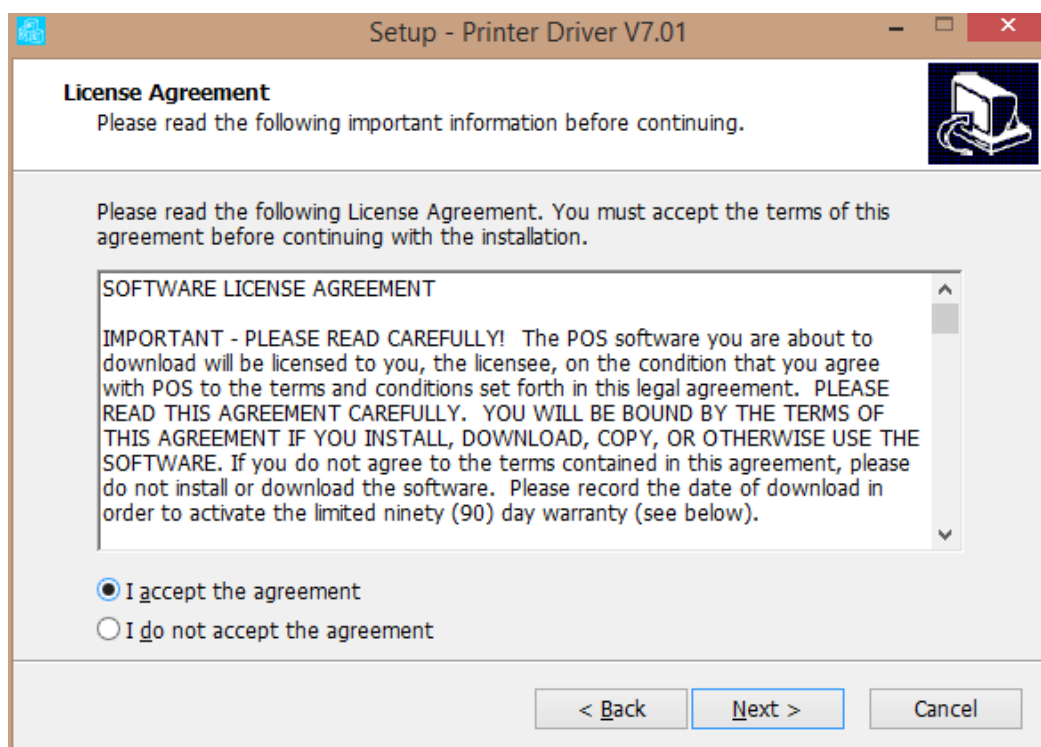 Setup - Printer Driver V7.01
License Agreement
Please read the following important information before continuing.
Please read the following License Agreement. You must accept the terms of this
agreement before continuing with the installation.
SOFTWARE LICENSE AGREEMENT
IMPORTANT - PLEASE READ CAREFULLY!  The POS software you are about to
download will be licensed to you, the licensee, on the condition that you agree
with POS to the terms and conditions set forth in this legal agreement.  PLEASE
READ THIS AGREEMENT CAREFULLY.  YOU WILL BE BOUND BY THE TERMS OF
THIS AGREEMENT IF YOU INSTALL, DOWNLOAD, COPY, OR OTHERWISE USE THE
SOFTWARE. If you do not agree to the terms contained in this agreement, please
do not install or download the software.  Please record the date of download in
order to activate the limited ninety (90) day warranty (see below).
I accept the agreement
I do not accept the agreement
< Back Next > Cancel